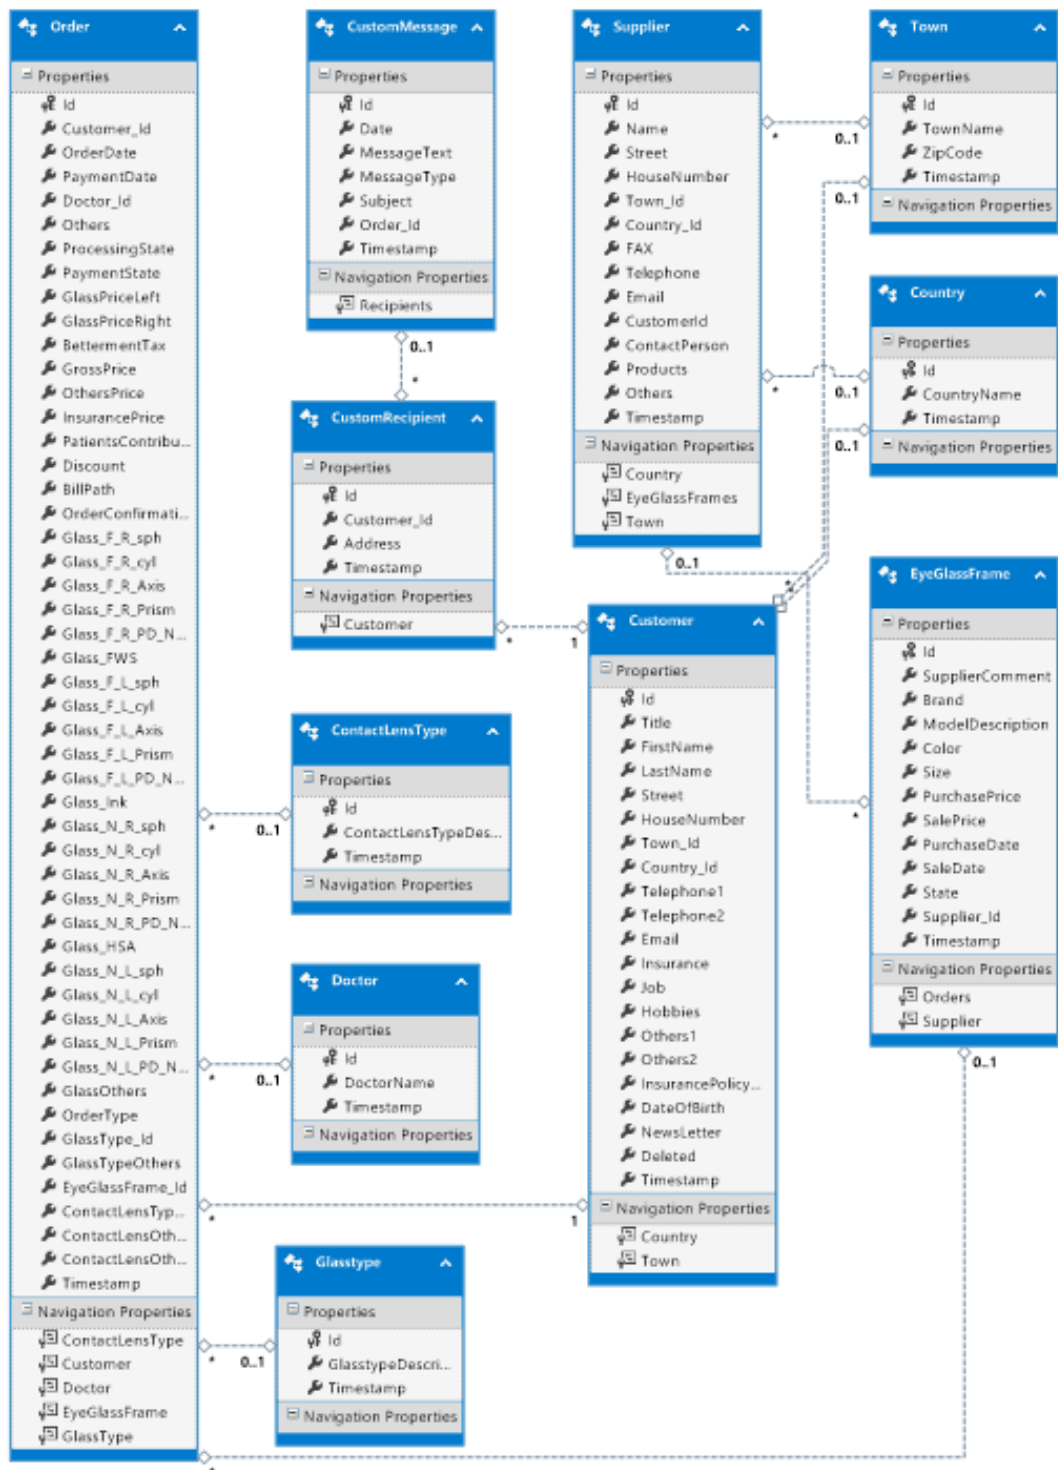 Order
Properties
Id
Customer_Id
OrderDate
PaymentDate
Doctor_Id
Others
ProcessingState
PaymentState
GlassPriceLeft
GlassPriceRight
BettermentTax
GrossPrice
OthersPrice
InsurancePrice
PatientsContribu...
Discount
BillPath
OrderConfirmati...
Glass_F_R_sph
Glass_F_R_cyl
Glass_F_R_Axis
Glass_F_R_Prism
Glass_F_R_PD_N...
Glass_FWS
Glass_F_L_sph
Glass_F_L_cyl
Glass_F_L_Axis
Glass_F_L_Prism
Glass_F_L_PD_N...
Glass_Ink
Glass_N_R_sph
Glass_N_R_cyl
Glass_N_R_Axis
Glass_N_R_Prism
Glass_N_R_PD_N...
Glass_HSA
Glass_N_L_sph
Glass_N_L_cyl
Glass_N_L_Axis
Glass_N_L_Prism
Glass_N_L_PD_N...
GlassOthers
OrderType
GlassType_Id
GlassTypeOthers
EyeGlassFrame_Id
ContactLensTyp...
ContactLensOth...
ContactLensOth...
Timestamp
Navigation Properties
ContactLensType
Customer
Doctor
EyeGlassFrame
GlassType
CustomMessage
Properties
Id
Date
MessageText
MessageType
Subject
Order_Id
Timestamp
Navigation Properties
Recipients
0..1
*
CustomRecipient
Properties
Id
Customer_Id
Address
Timestamp
Navigation Properties
Customer
* 1
ContactLensType
Properties
Id
ContactLensTypeDes...
Timestamp
Navigation Properties
* 0..1
Doctor
Properties
Id
DoctorName
Timestamp
Navigation Properties
* 0..1
* 1
Glasstype
Properties
Id
GlasstypeDescri...
Timestamp
Navigation Properties
* 0..1
Supplier
Properties
Id
Name
Street
HouseNumber
Town_Id
Country_Id
FAX
Telephone
Email
CustomerId
ContactPerson
Products
Others
Timestamp
Navigation Properties
Country
EyeGlassFrames
Town
0..1
* 0..1
0..1
* 0..1
0..1
*
Customer
Properties
Id
Title
FirstName
LastName
Street
HouseNumber
Town_Id
Country_Id
Telephone1
Telephone2
Email
Insurance
Job
Hobbies
Others1
Others2
InsurancePolicy...
DateOfBirth
NewsLetter
Deleted
Timestamp
Navigation Properties
Country
Town
Town
Properties
Id
TownName
ZipCode
Timestamp
Navigation Properties
Country
Properties
Id
CountryName
Timestamp
Navigation Properties
EyeGlassFrame
Properties
Id
SupplierComment
Brand
ModelDescription
Color
Size
PurchasePrice
SalePrice
PurchaseDate
SaleDate
State
Supplier_Id
Timestamp
Navigation Properties
Orders
Supplier
*
0..1
*